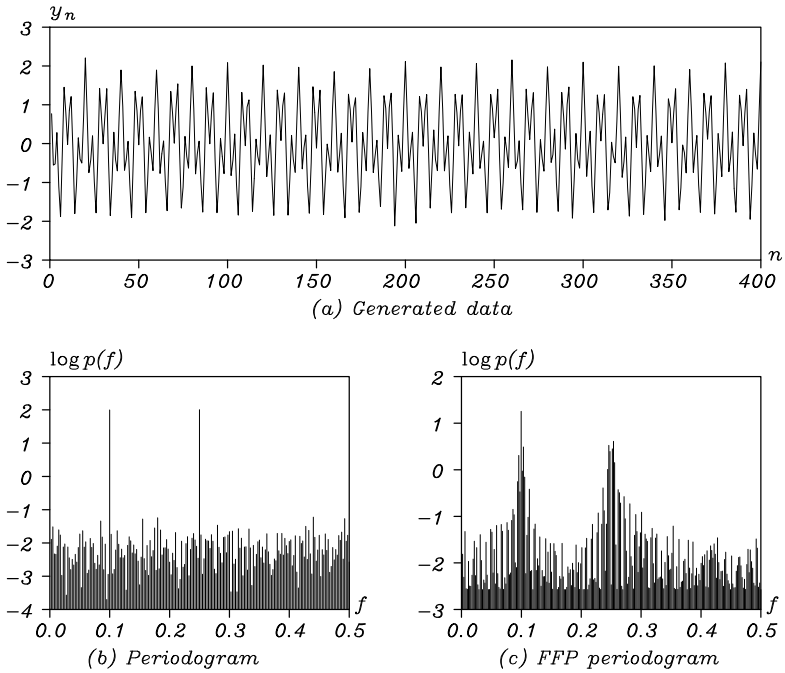 y_n
3
2
1
0
−1
−2
−3
0 50 100 150 200 250 300 350 400
n
(a) Generated data
log p(f)
3
2
1
0
−1
−2
−3
−4
0.0 0.1 0.2 0.3 0.4 0.5
f
(b) Periodogram
log p(f)
2
1
0
−1
−2
−3
0.0 0.1 0.2 0.3 0.4 0.5
f
(c) FFP periodogram